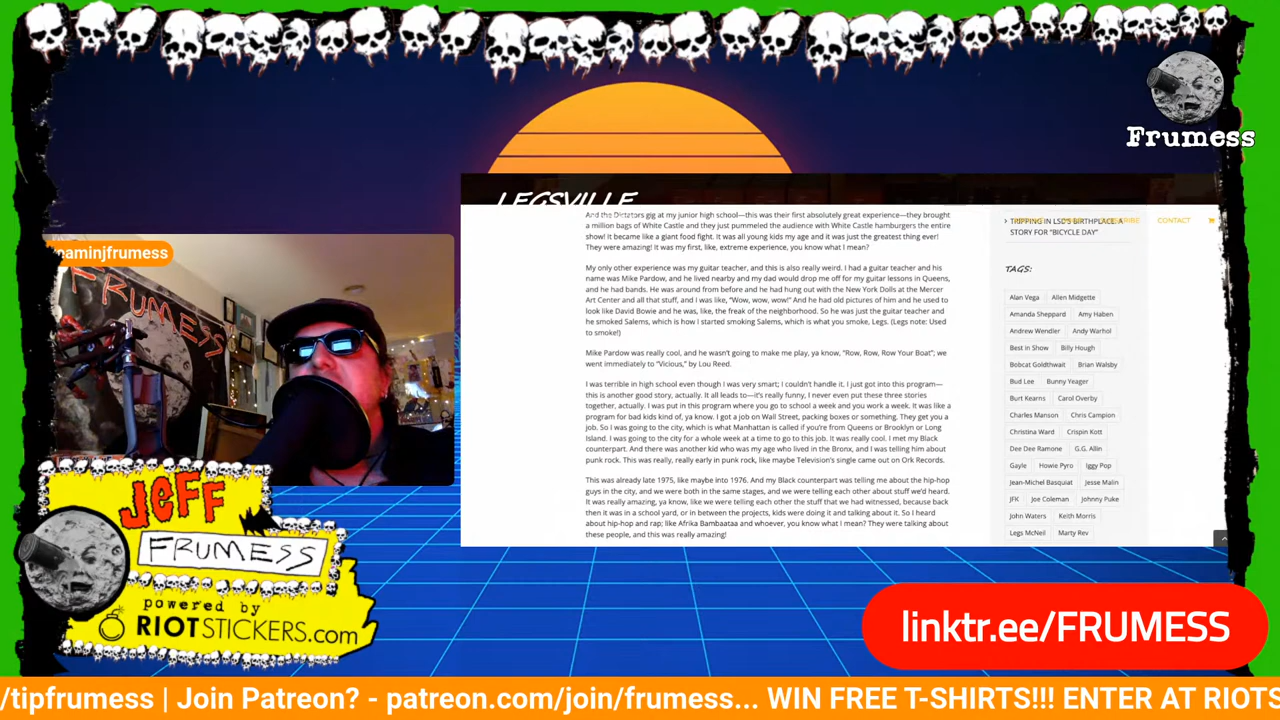 Frumess
LEGSVILLE
And the Dictators gig at my junior high school—this was their first absolutely great experience—they brought
a million bags of White Castle and they just pummeled the audience with White Castle hamburgers the entire
show! It became like a giant food fight. It was all young kids my age and it was just the greatest thing ever!
They were amazing! It was my first, like, extreme experience, you know what I mean?
My only other experience was my guitar teacher, and this is also really weird. I had a guitar teacher and his
name was Mike Pardow, and he lived nearby and my dad would drop me off for my guitar lessons in Queens,
and he had bands. He was around from before and he had hung out with the New York Dolls at the Mercer
Art Center and all that stuff, and I was like, "Wow, wow, wow!" And he had old pictures of him and he used to
look like David Bowie and he was, like, the freak of the neighborhood. So he was just the guitar teacher and
he smoked Salems, which is how I started smoking Salems, which is what you smoke, Legs. (Legs note: Used
to smoke!)
Mike Pardow was really cool, and he wasn't going to make me play, ya know, "Row, Row, Row Your Boat"; we
went immediately to "Vicious," by Lou Reed.
I was terrible in high school even though I was very smart; I couldn't handle it. I just got into this program—
this is another good story, actually. It all leads to—it's really funny, I never even put these three stories
together, actually. I was put in this program where you go to school a week and you work a week. It was like a
program for bad kids kind of, ya know. I got a job on Wall Street, packing boxes or something. They get you a
job. So I was going to the city, which is what Manhattan is called if you're from Queens or Brooklyn or Long
Island. I was going to the city for a whole week at a time to go to this job. It was really cool. I met my Black
counterpart. And there was another kid who was my age who lived in the Bronx, and I was telling him about
punk rock. This was really, really early in punk rock, like maybe Television's single came out on Ork Records.
This was already late 1975, like maybe into 1976. And my Black counterpart was telling me about the hip-hop
guys in the city, and we were both in the same stages, and we were telling each other about stuff we'd heard.
It was really amazing, ya know, like we were telling each other the stuff that we had witnessed, because back
then it was in a school yard, or in between the projects, kids were doing it and talking about it. So I heard
about hip-hop and rap; like Afrika Bambaataa and whoever, you know what I mean? They were talking about
these people, and this was really amazing!
CONTACT
TRIPPING IN LSD'S BIRTHPLACE: A
STORY FOR "BICYCLE DAY"
TAGS:
Alan Vega Allen Midgette
Amanda Sheppard Amy Haben
Andrew Wendler Andy Warhol
Best in Show Billy Hough
Bobcat Goldthwait Brian Walsby
Bud Lee Bunny Yeager
Burt Kearns Carol Overby
Charles Manson Chris Campion
Christina Ward Crispin Kott
Dee Dee Ramone G.G. Allin
Gayle Howie Pyro Iggy Pop
Jean-Michel Basquiat Jesse Malin
JFK Joe Coleman Johnny Puke
John Waters Keith Morris
Legs McNeil Marty Rev
eaminjfrumess
FRUMESS
JEFF
FRUMESS
powered by
RIOTSTICKERS.com
linktr.ee/FRUMESS
/tipfrumess | Join Patreon? - patreon.com/join/frumess... WIN FREE T-SHIRTS!!! ENTER AT RIOTS